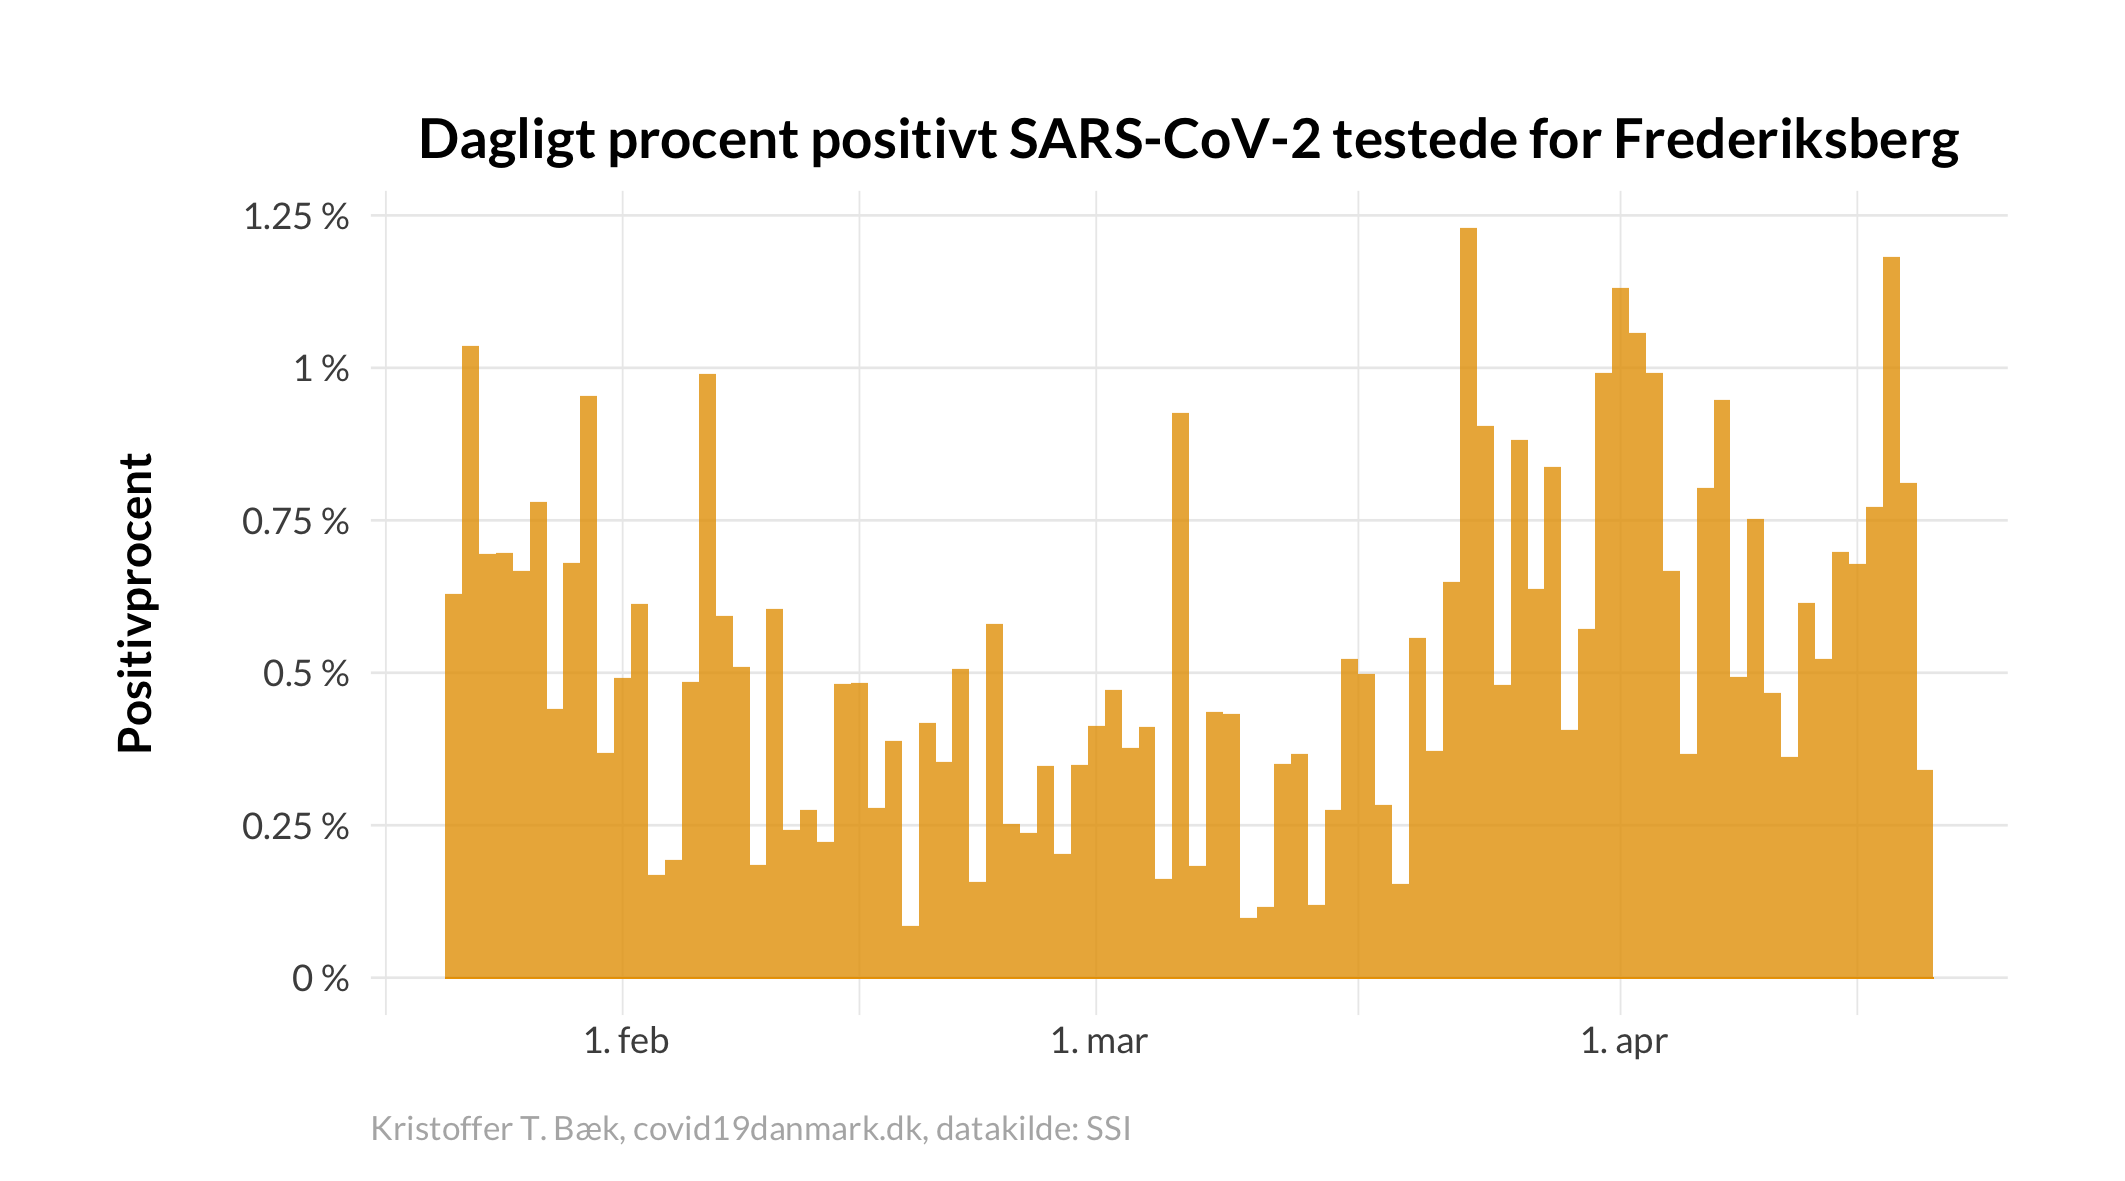 Dagligt procent positivt SARS-CoV-2 testede for Frederiksberg
Positivprocent
1.25 %
1 %
0.75 %
0.5 %
0.25 %
0 %
1. feb
1. mar
1. apr
Kristoffer T. Bæk, covid19danmark.dk, datakilde: SSI